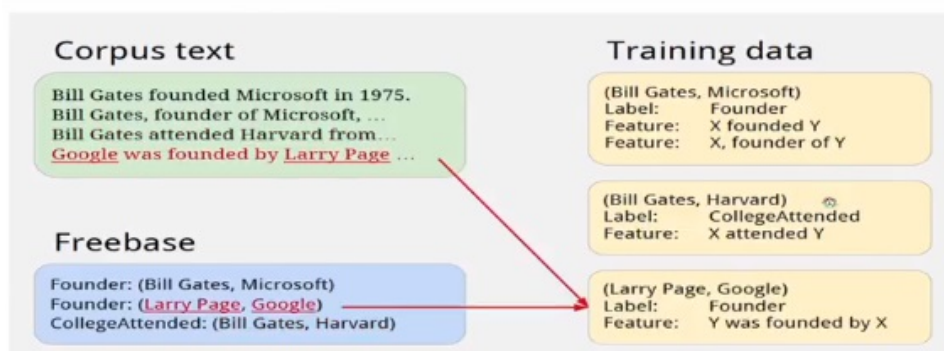 Corpus text
Bill Gates founded Microsoft in 1975.
Bill Gates, founder of Microsoft, ...
Bill Gates attended Harvard from...
Google was founded by Larry Page ...
Freebase
Founder: (Bill Gates, Microsoft)
Founder: (Larry Page, Google)
CollegeAttended: (Bill Gates, Harvard)
Training data
(Bill Gates, Microsoft)
Label: Founder
Feature: X founded Y
Feature: X, founder of Y
(Bill Gates, Harvard)
Label: CollegeAttended
Feature: X attended Y
(Larry Page, Google)
Label: Founder
Feature: Y was founded by X